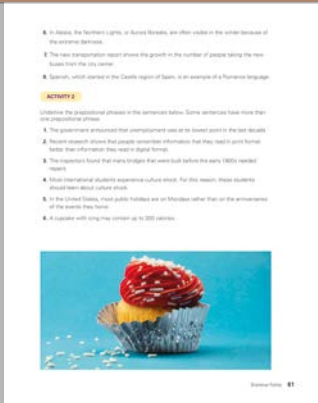 6. In Alaska, the Northern Lights, or Aurora Borealis, are often visible in the winter because of
the extreme darkness.
7. The new transportation report shows the growth in the number of people taking the new
buses from the city center.
8. Spanish, which started in the Castile region of Spain, is an example of a Romance language.
ACTIVITY 2
Underline the prepositional phrases in the sentences below. Some sentences have more than
one prepositional phrase.
1. The government announced that unemployment was at its lowest point in the last decade.
2. Recent research shows that people remember information that they read in print format
better than information they read in digital format.
3. The inspectors found that many bridges that were built before the early 1900s needed
repairs.
4. Most international students experience culture shock. For this reason, these students
should learn about culture shock.
5. In the United States, most public holidays are on Mondays rather than on the anniversaries
of the events they honor.
6. A cupcake with icing may contain up to 300 calories.
Grammar Forms 61